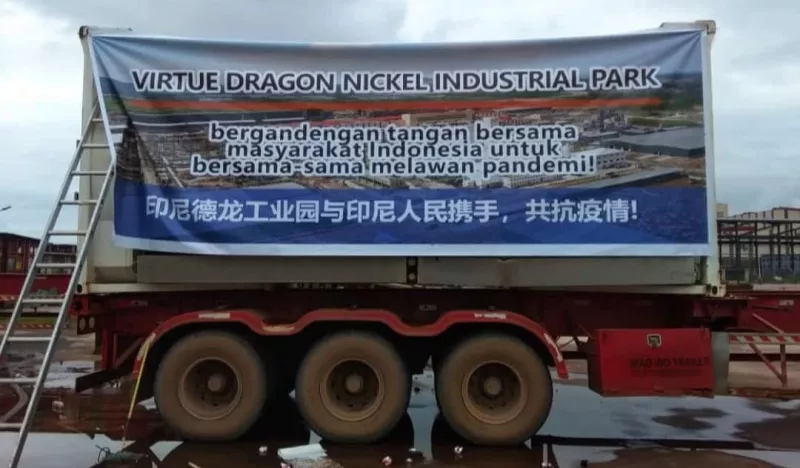 VIRTUE DRAGON NICKEL INDUSTRIAL PARK
bergandengan tangan bersama
masyarakat Indonesia untuk
bersama-sama melawan pandemi!
印尼德龙工业园与印尼人民携手，共抗疫情!